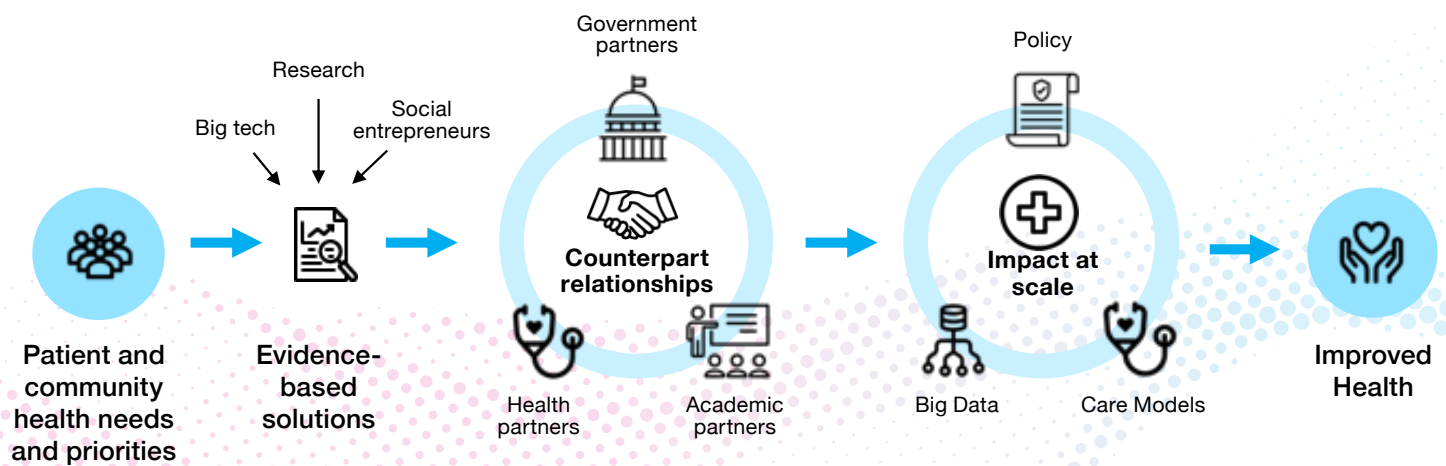 Government
partners
Policy
Research
Big tech
Social
entrepreneurs
Counterpart
relationships
Impact at
scale
Patient and
community
health needs
and priorities
Evidence-
based
solutions
Health
partners
Academic
partners
Big Data
Care Models
Improved
Health